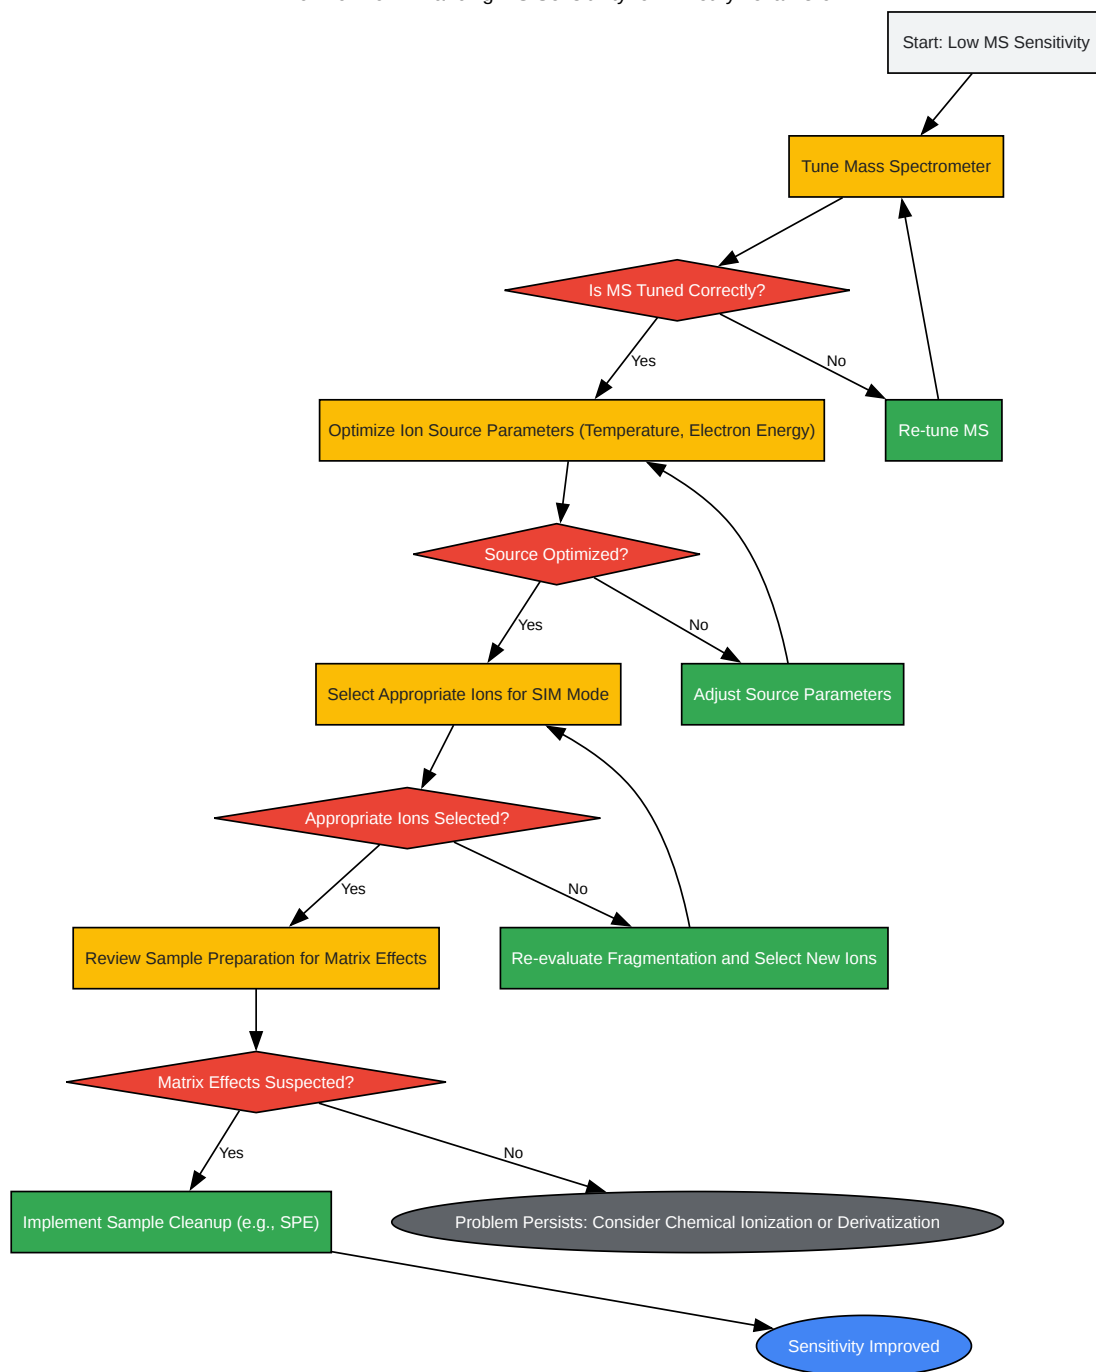 Start: Low MS Sensitivity
Tune Mass Spectrometer
Is MS Tuned Correctly?
Yes
No
Optimize Ion Source Parameters (Temperature, Electron Energy)
Re-tune MS
Source Optimized?
Yes
No
Select Appropriate Ions for SIM Mode
Adjust Source Parameters
Appropriate Ions Selected?
Yes
No
Review Sample Preparation for Matrix Effects
Re-evaluate Fragmentation and Select New Ions
Matrix Effects Suspected?
Yes
No
Implement Sample Cleanup (e.g., SPE)
Problem Persists: Consider Chemical Ionization or Derivatization
Sensitivity Improved